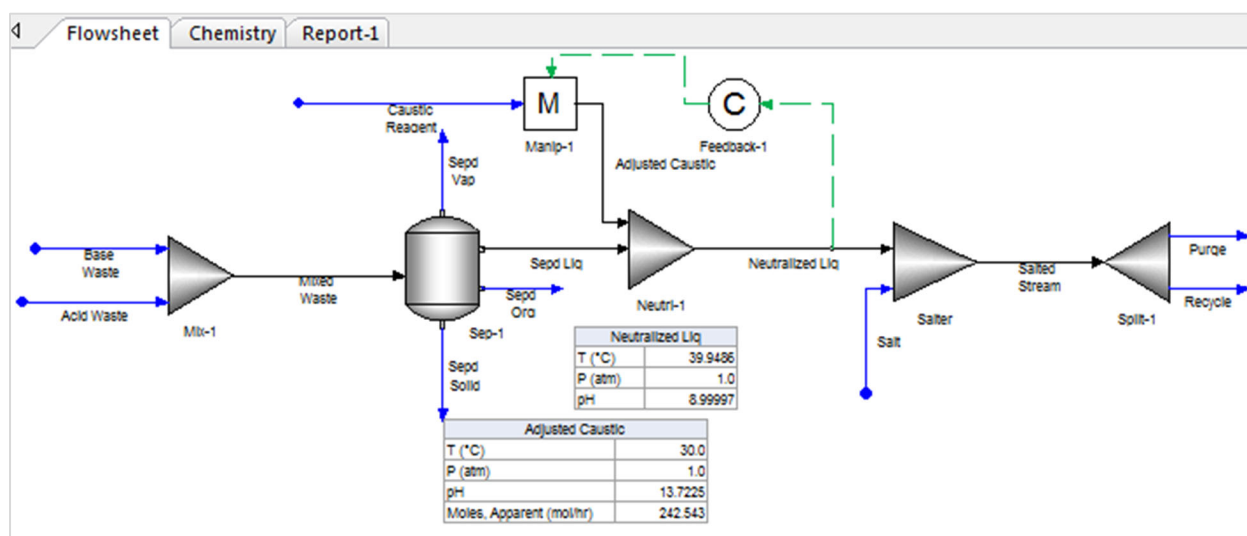 Flowsheet
Chemistry
Report-1
C
M
Caustic
Reagent
Manip-1
Feedback-1
Sepd
Vap
Adjusted Caustic
Base
Waste
Mixed
Waste
Sepd Liq
Neutralized Liq
Salted
Stream
Purge
Acid Waste
Mix-1
Sepd
Org
Sep-1
Neutrl-1
Salter
Split-1
Recycle
Salt
Sepd
Solid
Neutralized Liq
T (°C) 39.9486
P (atm) 1.0
pH 8.99997
Adjusted Caustic
T (°C) 30.0
P (atm) 1.0
pH 13.7225
Moles, Apparent (mol/hr) 242.543